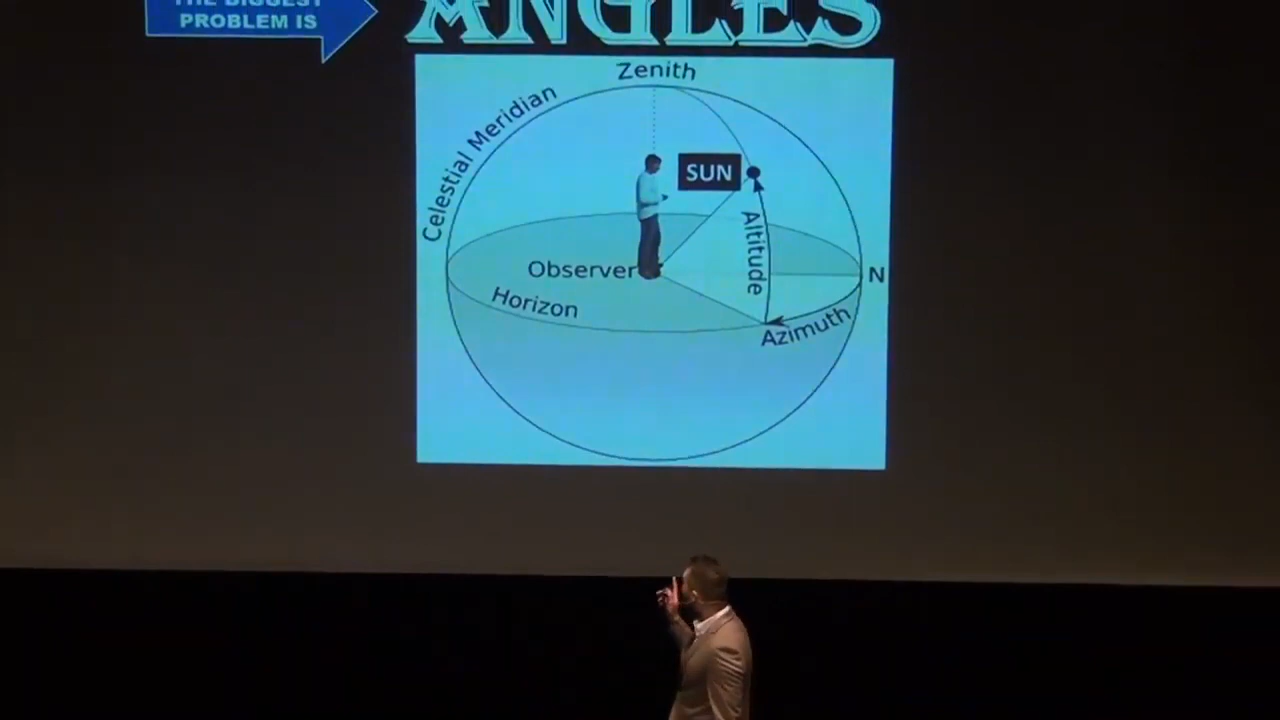 THE BIGGEST
PROBLEM IS
ANGLES
Zenith
Celestial Meridian
SUN
Altitude
Observer
N
Horizon
Azimuth